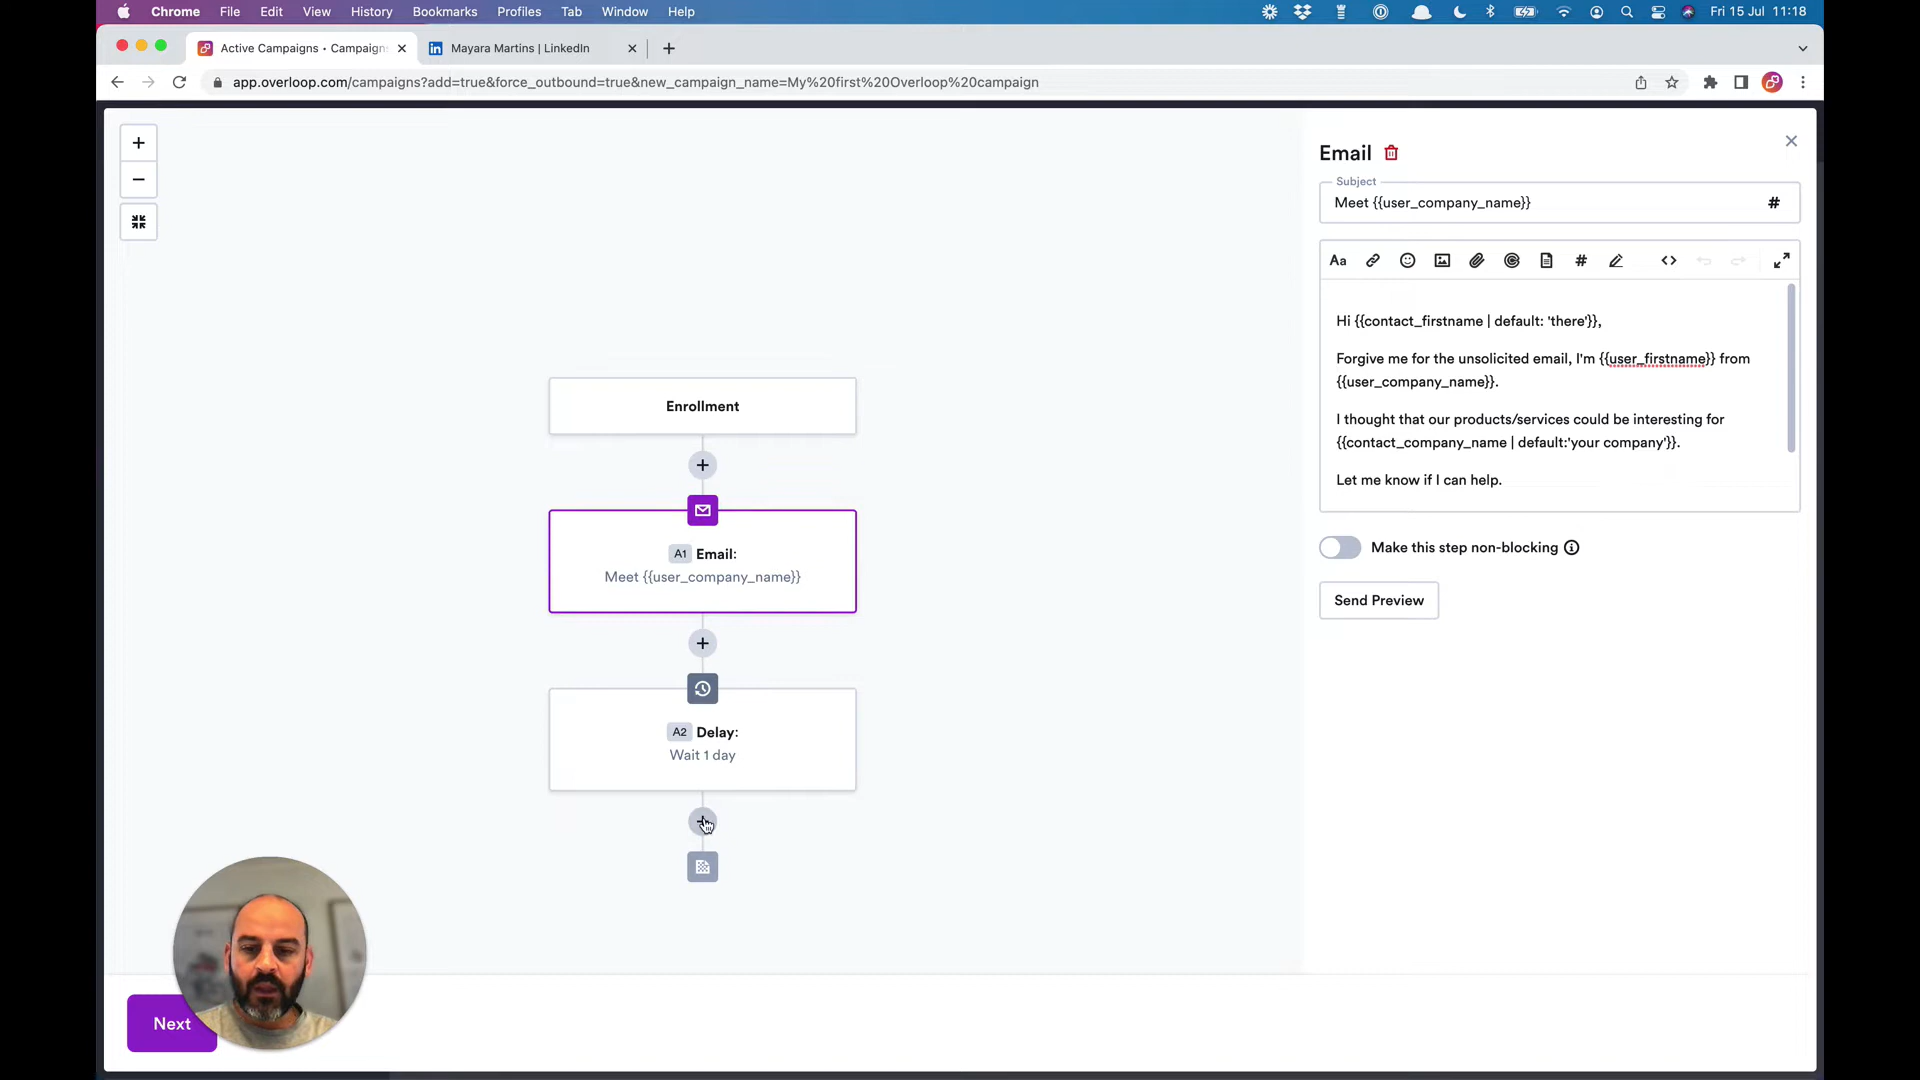 Chrome File Edit View History Bookmarks Profiles Tab Window Help Fri 15 Jul 11:18
Active Campaigns • Campaigns Mayara Martins | LinkedIn
app.overloop.com/campaigns?add=true&force_outbound=true&new_campaign_name=My%20first%20Overloop%20campaign
Enrollment
A1 Email:
Meet {{user_company_name}}
A2 Delay:
Wait 1 day
Next
Email
Subject
Meet {{user_company_name}}
Aa
Hi {{contact_firstname | default: 'there'}},
Forgive me for the unsolicited email, I'm {{user_firstname}} from
{{user_company_name}}.
I thought that our products/services could be interesting for
{{contact_company_name | default:'your company'}}.
Let me know if I can help.
Make this step non-blocking
Send Preview